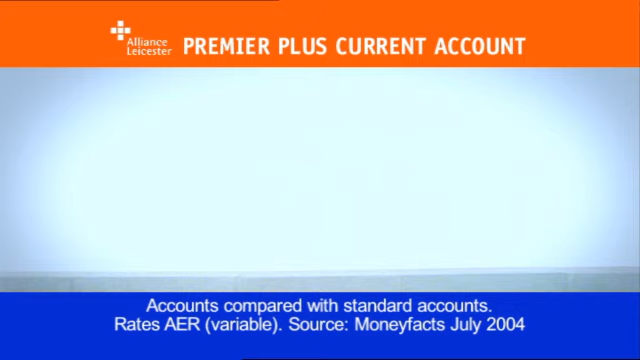 Alliance
Leicester
PREMIER PLUS CURRENT ACCOUNT
Accounts compared with standard accounts.
Rates AER (variable). Source: Moneyfacts July 2004